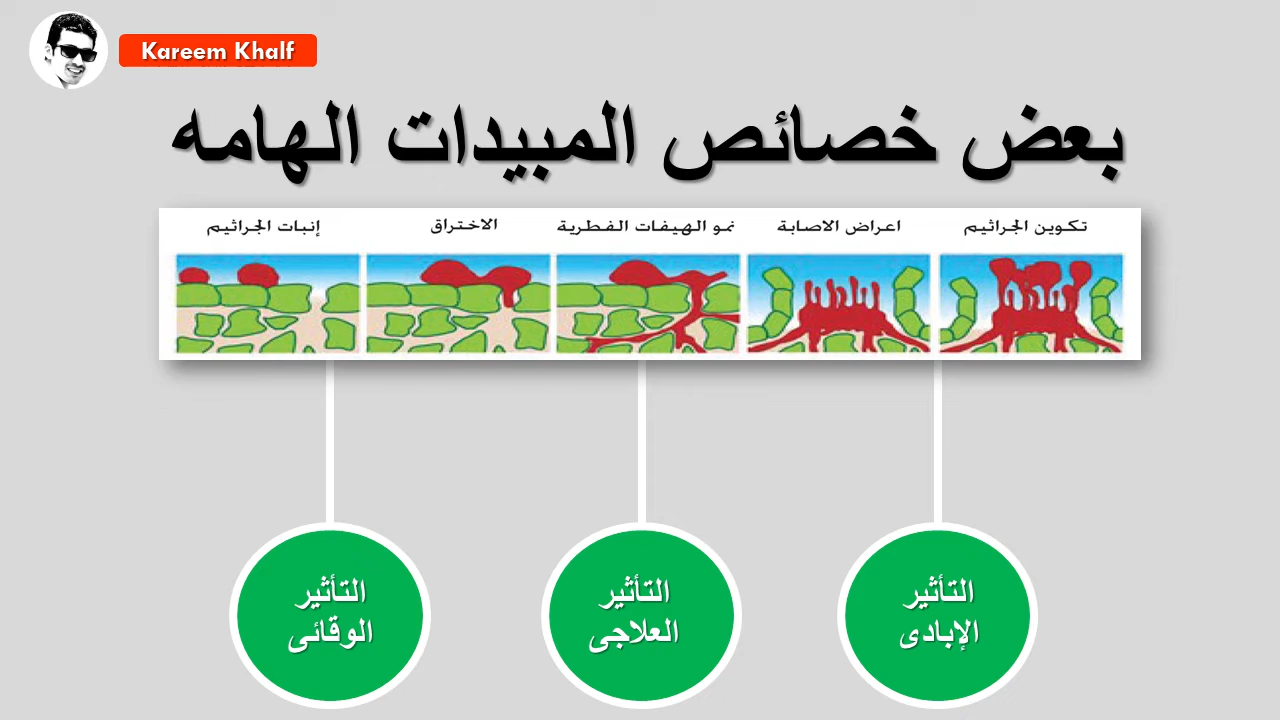 Kareem Khalf
بعض خصائص المبيدات الهامه
إنبات الجراثيم
الاختراق
نمو الهيفات الفطرية
اعراض الاصابة
تكوين الجراثيم
التأثير
الوقائى
التأثير
العلاجى
التأثير
الإبادى